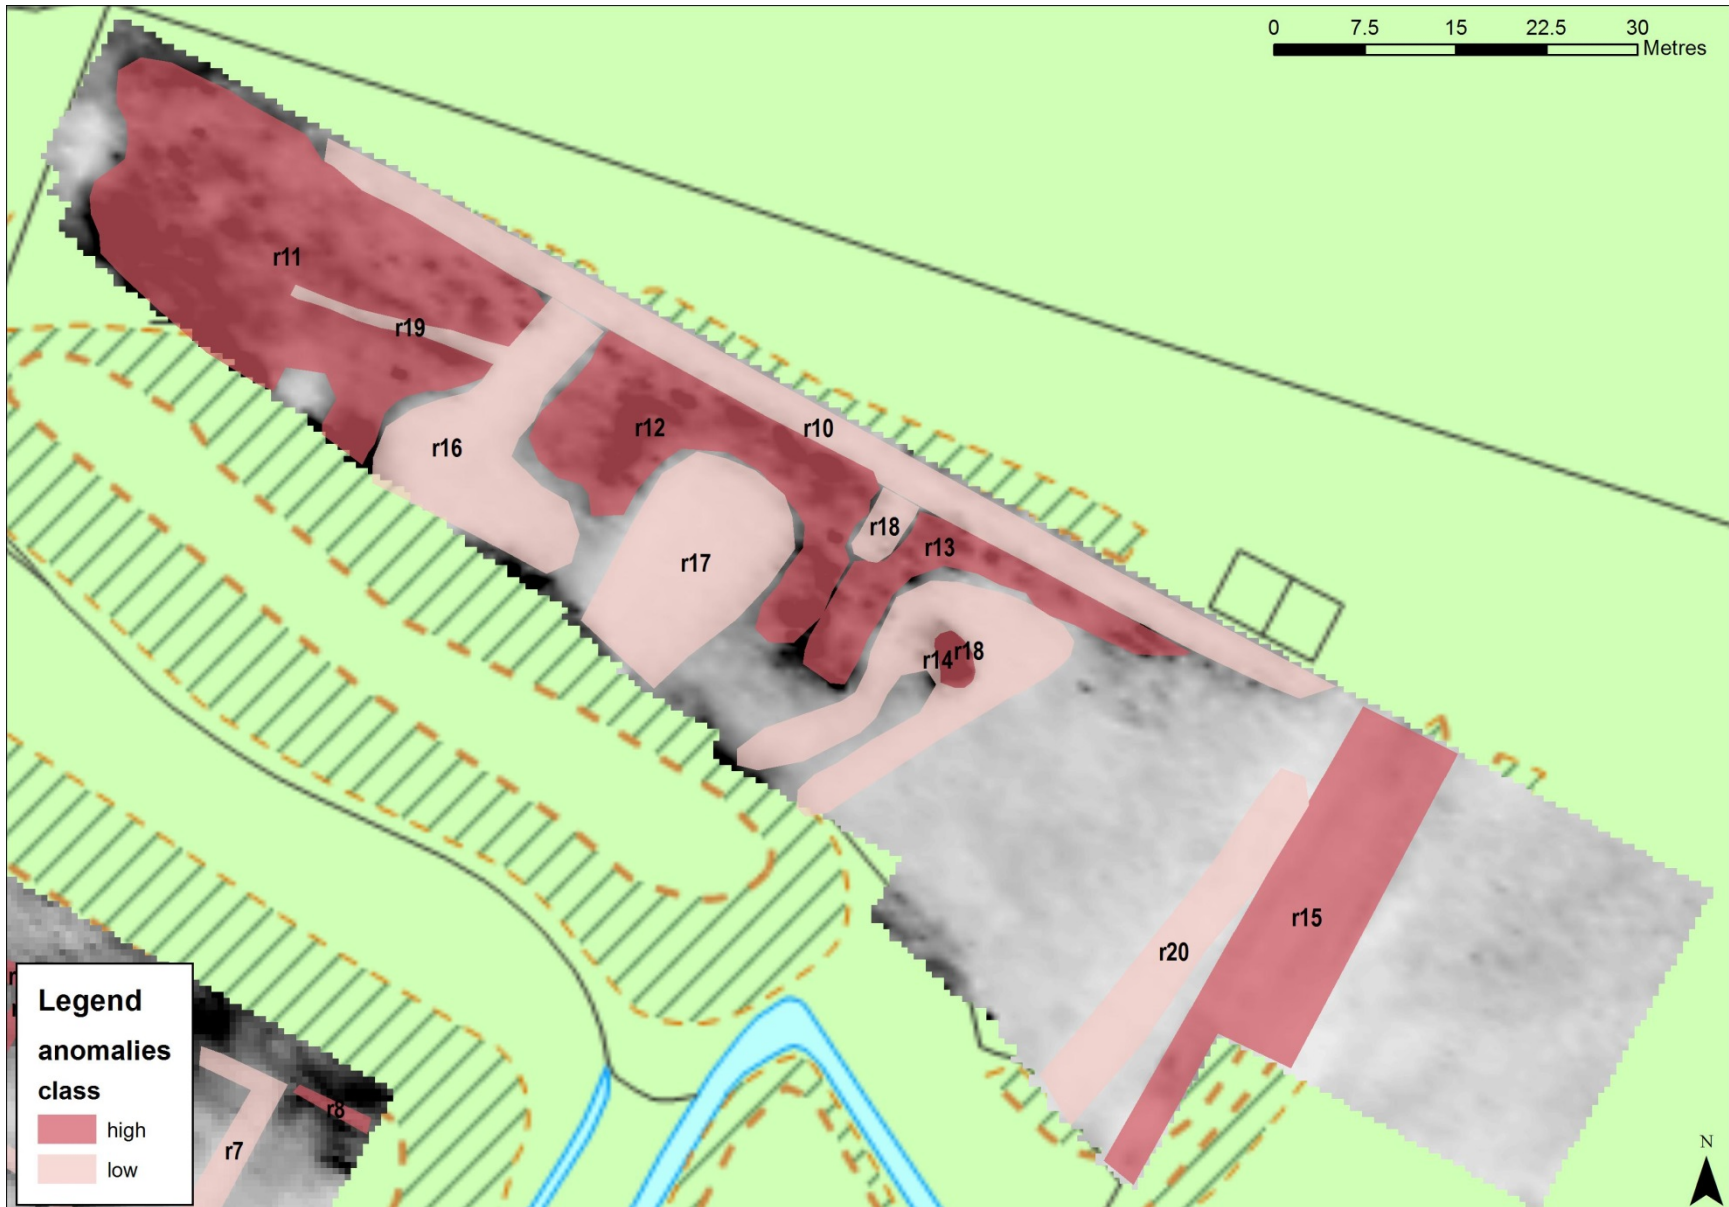 0 7.5 15 22.5 30
Metres
r11
r19
r10
r12
r16
r18
r13
r17
r14
r18
r15
r20
r8
r7
Legend
anomalies
class
high
low
N